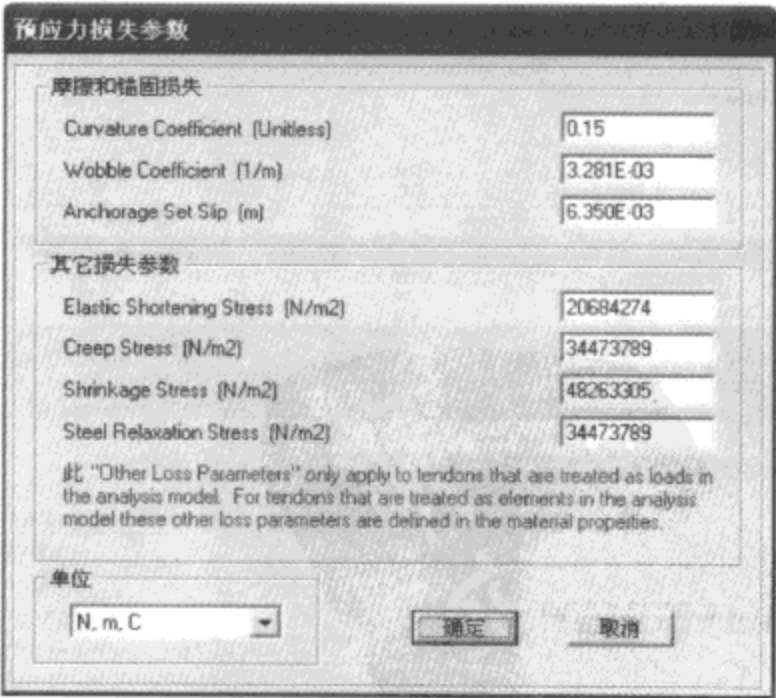 预应力损失参数
摩擦和锚固损失
Curvature Coefficient (Unitless) 0.15
Wobble Coefficient (1/m) 3.281E-03
Anchorage Set Slip (m) 6.350E-03
其它损失参数
Elastic Shortening Stress (N/m2) 20684274
Creep Stress (N/m2) 34473789
Shrinkage Stress (N/m2) 48263305
Steel Relaxation Stress (N/m2) 34473789
此 "Other Loss Parameters" only apply to tendons that are treated as loads in
the analysis model. For tendons that are treated as elements in the analysis
model these other loss parameters are defined in the material properties.
单位
N, m, C
确定 取消